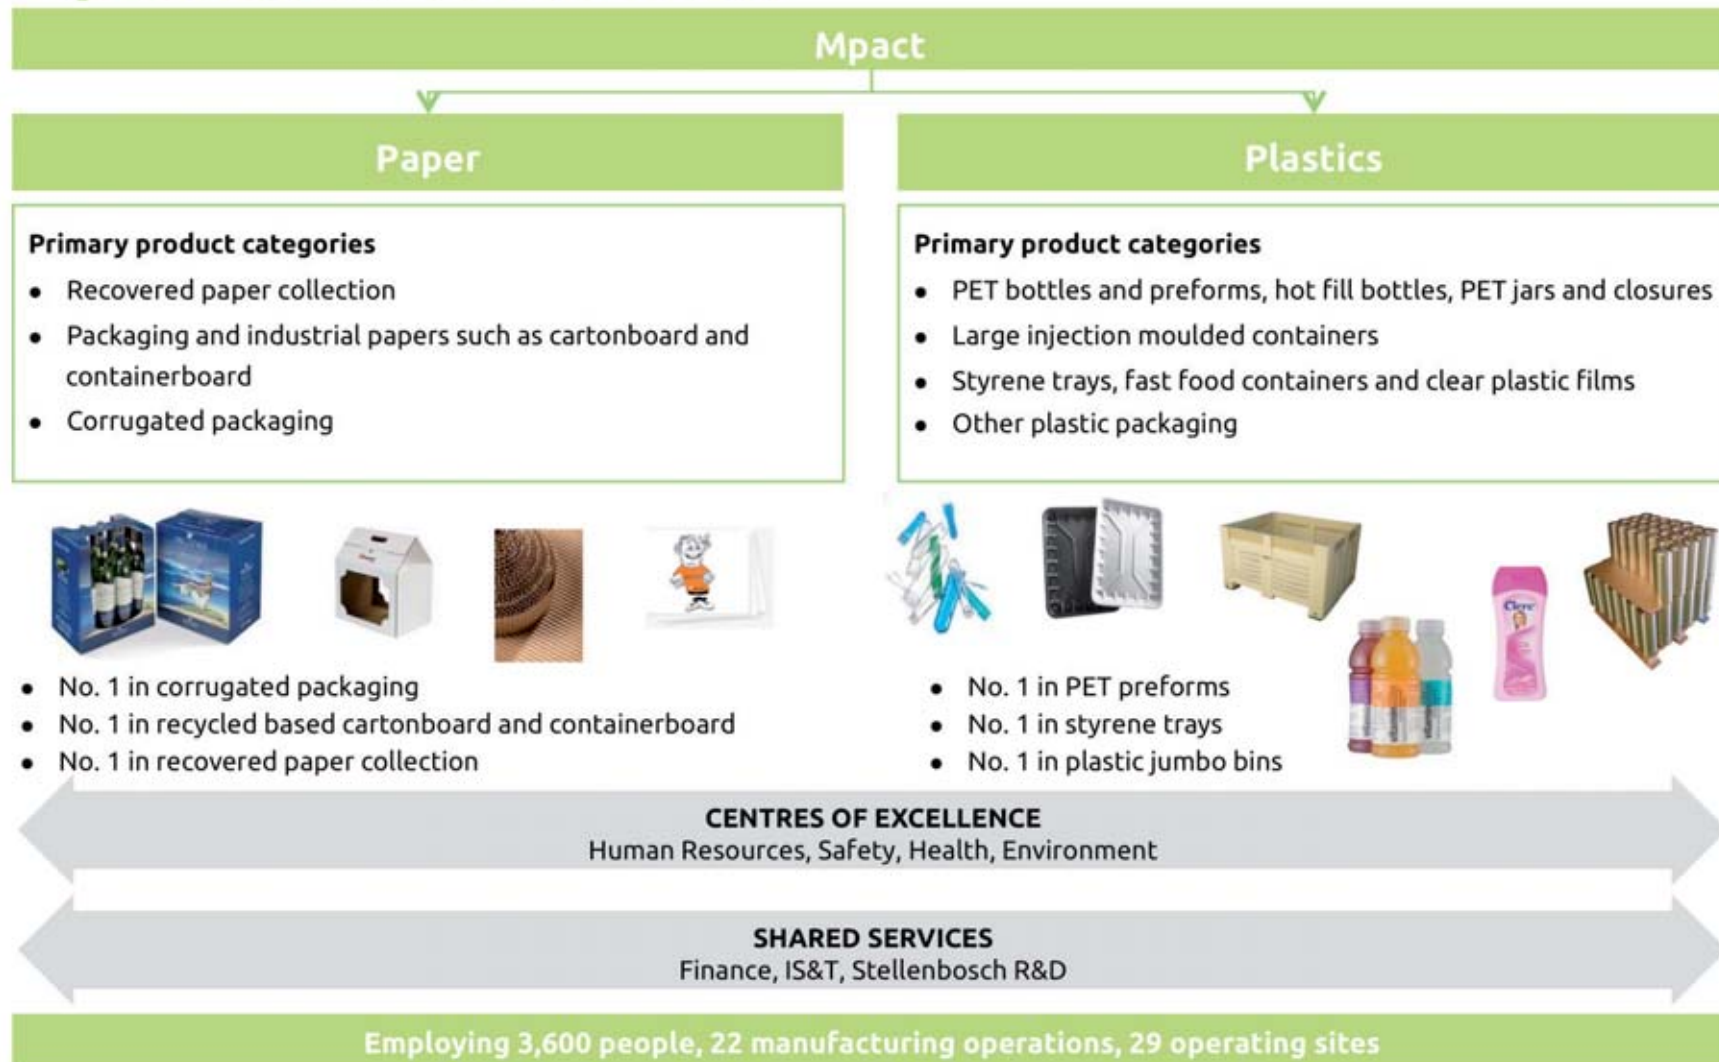 Mpact
Paper
Primary product categories
• Recovered paper collection
• Packaging and industrial papers such as cartonboard and
containerboard
• Corrugated packaging
• No. 1 in corrugated packaging
• No. 1 in recycled based cartonboard and containerboard
• No. 1 in recovered paper collection
Plastics
Primary product categories
• PET bottles and preforms, hot fill bottles, PET jars and closures
• Large injection moulded containers
• Styrene trays, fast food containers and clear plastic films
• Other plastic packaging
Clere
• No. 1 in PET preforms
• No. 1 in styrene trays
• No. 1 in plastic jumbo bins
CENTRES OF EXCELLENCE
Human Resources, Safety, Health, Environment
SHARED SERVICES
Finance, IS&T, Stellenbosch R&D
Employing 3,600 people, 22 manufacturing operations, 29 operating sites